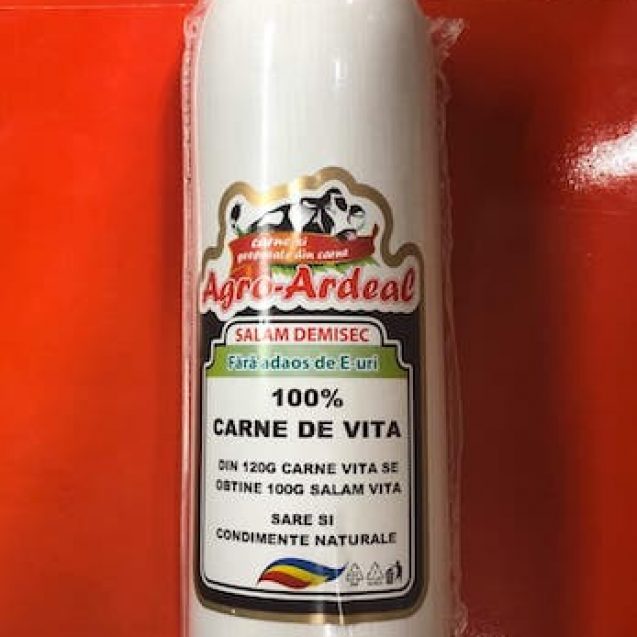 Carne si
preparate din carne
Agro-Ardeal
SALAM DEMISEC
Fără adaos de E-uri
100%
CARNE DE VITA
DIN 120G CARNE VITA SE
OBTINE 100G SALAM VITA
SARE SI
CONDIMENTE NATURALE